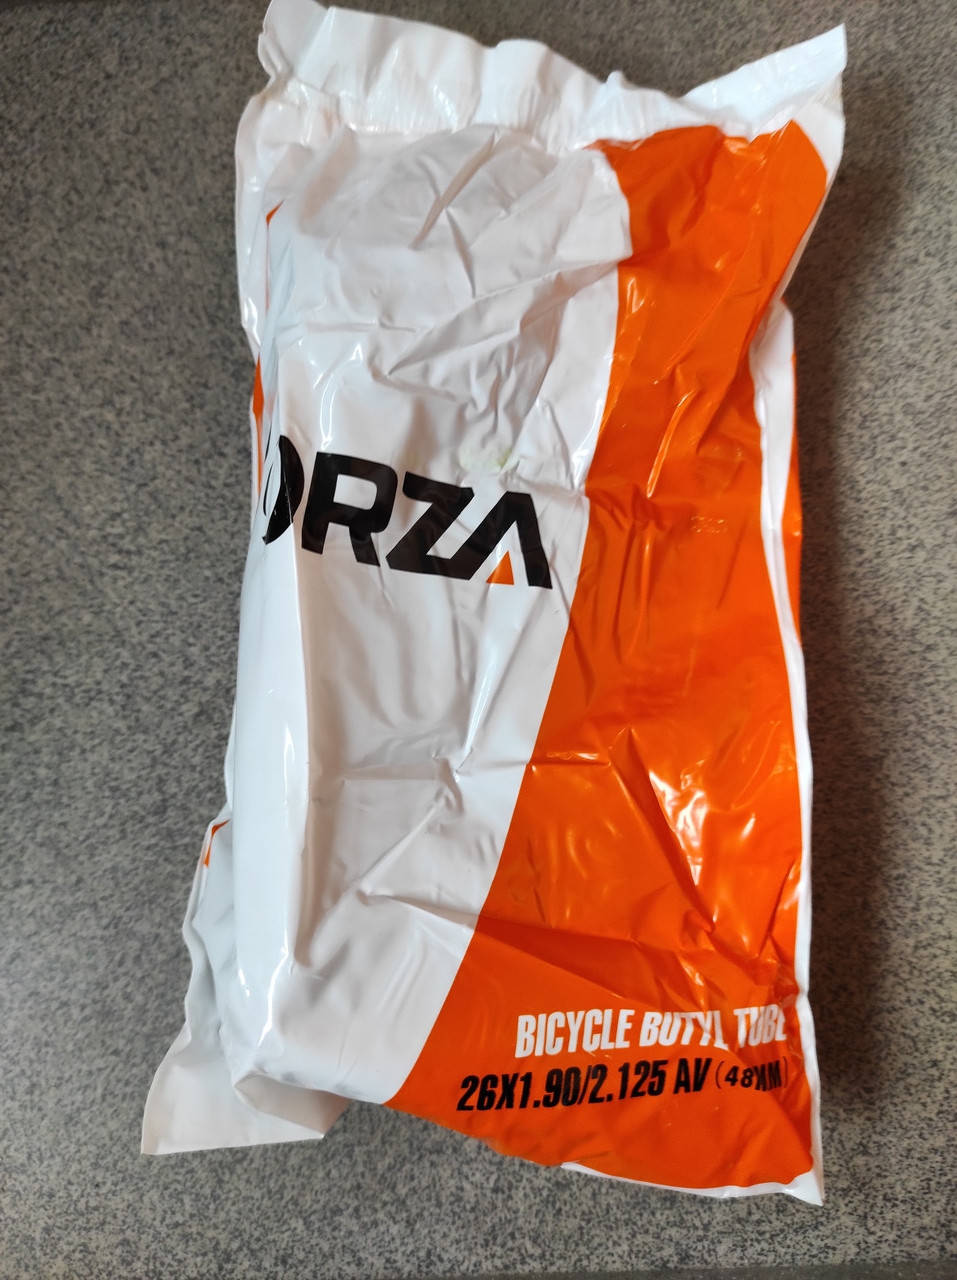 ORZA
BICYCLE BUTYL TUBE
26X1.90/2.125 AV (48MM)